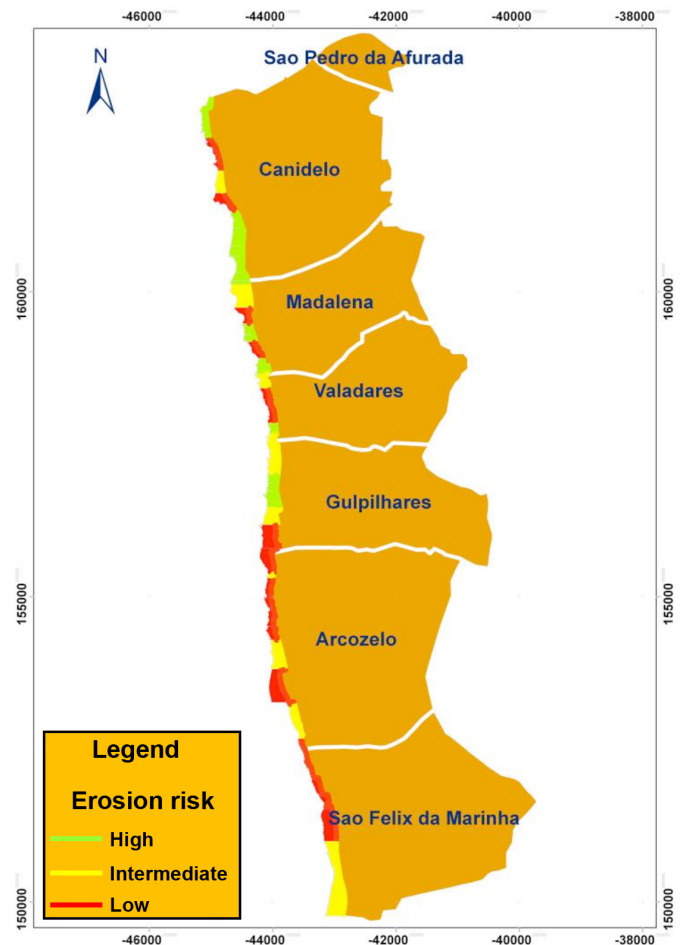 -46000 -44000 -42000 -40000 -38000
N
Sao Pedro da Afurada
Canidelo
160000 160000
Madalena
Valadares
Gulpilhares
155000 155000
Arcozelo
Legend
Erosion risk
High
Intermediate
Low
Sao Felix da Marinha
150000 150000
-46000 -44000 -42000 -40000 -38000